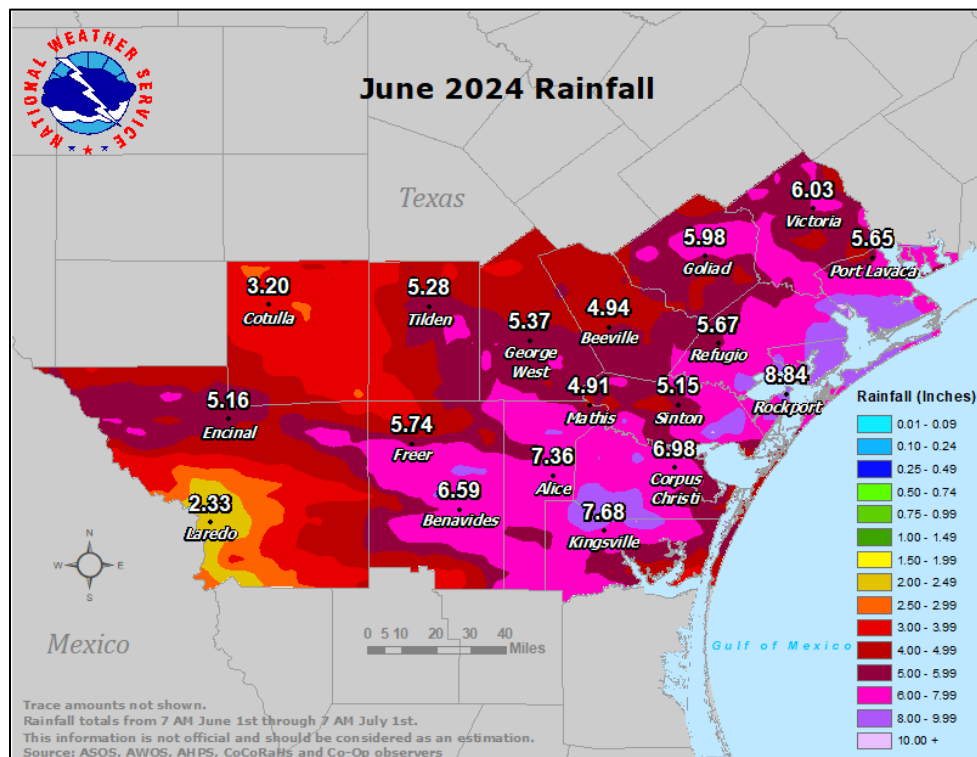 NATIONAL WEATHER SERVICE
June 2024 Rainfall
Texas
6.03
Victoria
5.98
Goliad
5.65
Port Lavaca
3.20
Cotulla
5.28
Tilden
5.37
George
West
4.94
Beeville
5.67
Refugio
8.84
Rockport
5.16
Encinal
5.74
Freer
4.91
Mathis
5.15
Sinton
7.36
Alice
6.98
Corpus
Christi
2.33
Laredo
6.59
Benavides
7.68
Kingsville
N
W E
S
Mexico
0 5 10 20 30 40
Miles
Gulf of Mexico
Rainfall (Inches)
0.01 - 0.09
0.10 - 0.24
0.25 - 0.49
0.50 - 0.74
0.75 - 0.99
1.00 - 1.49
1.50 - 1.99
2.00 - 2.49
2.50 - 2.99
3.00 - 3.99
4.00 - 4.99
5.00 - 5.99
6.00 - 7.99
8.00 - 9.99
10.00 +
Trace amounts not shown.
Rainfall totals from 7 AM June 1st through 7 AM July 1st.
This information is not official and should be considered as an estimation.
Source: ASOS, AWOS, AHPS, CoCoRaHs and Co-Op observers